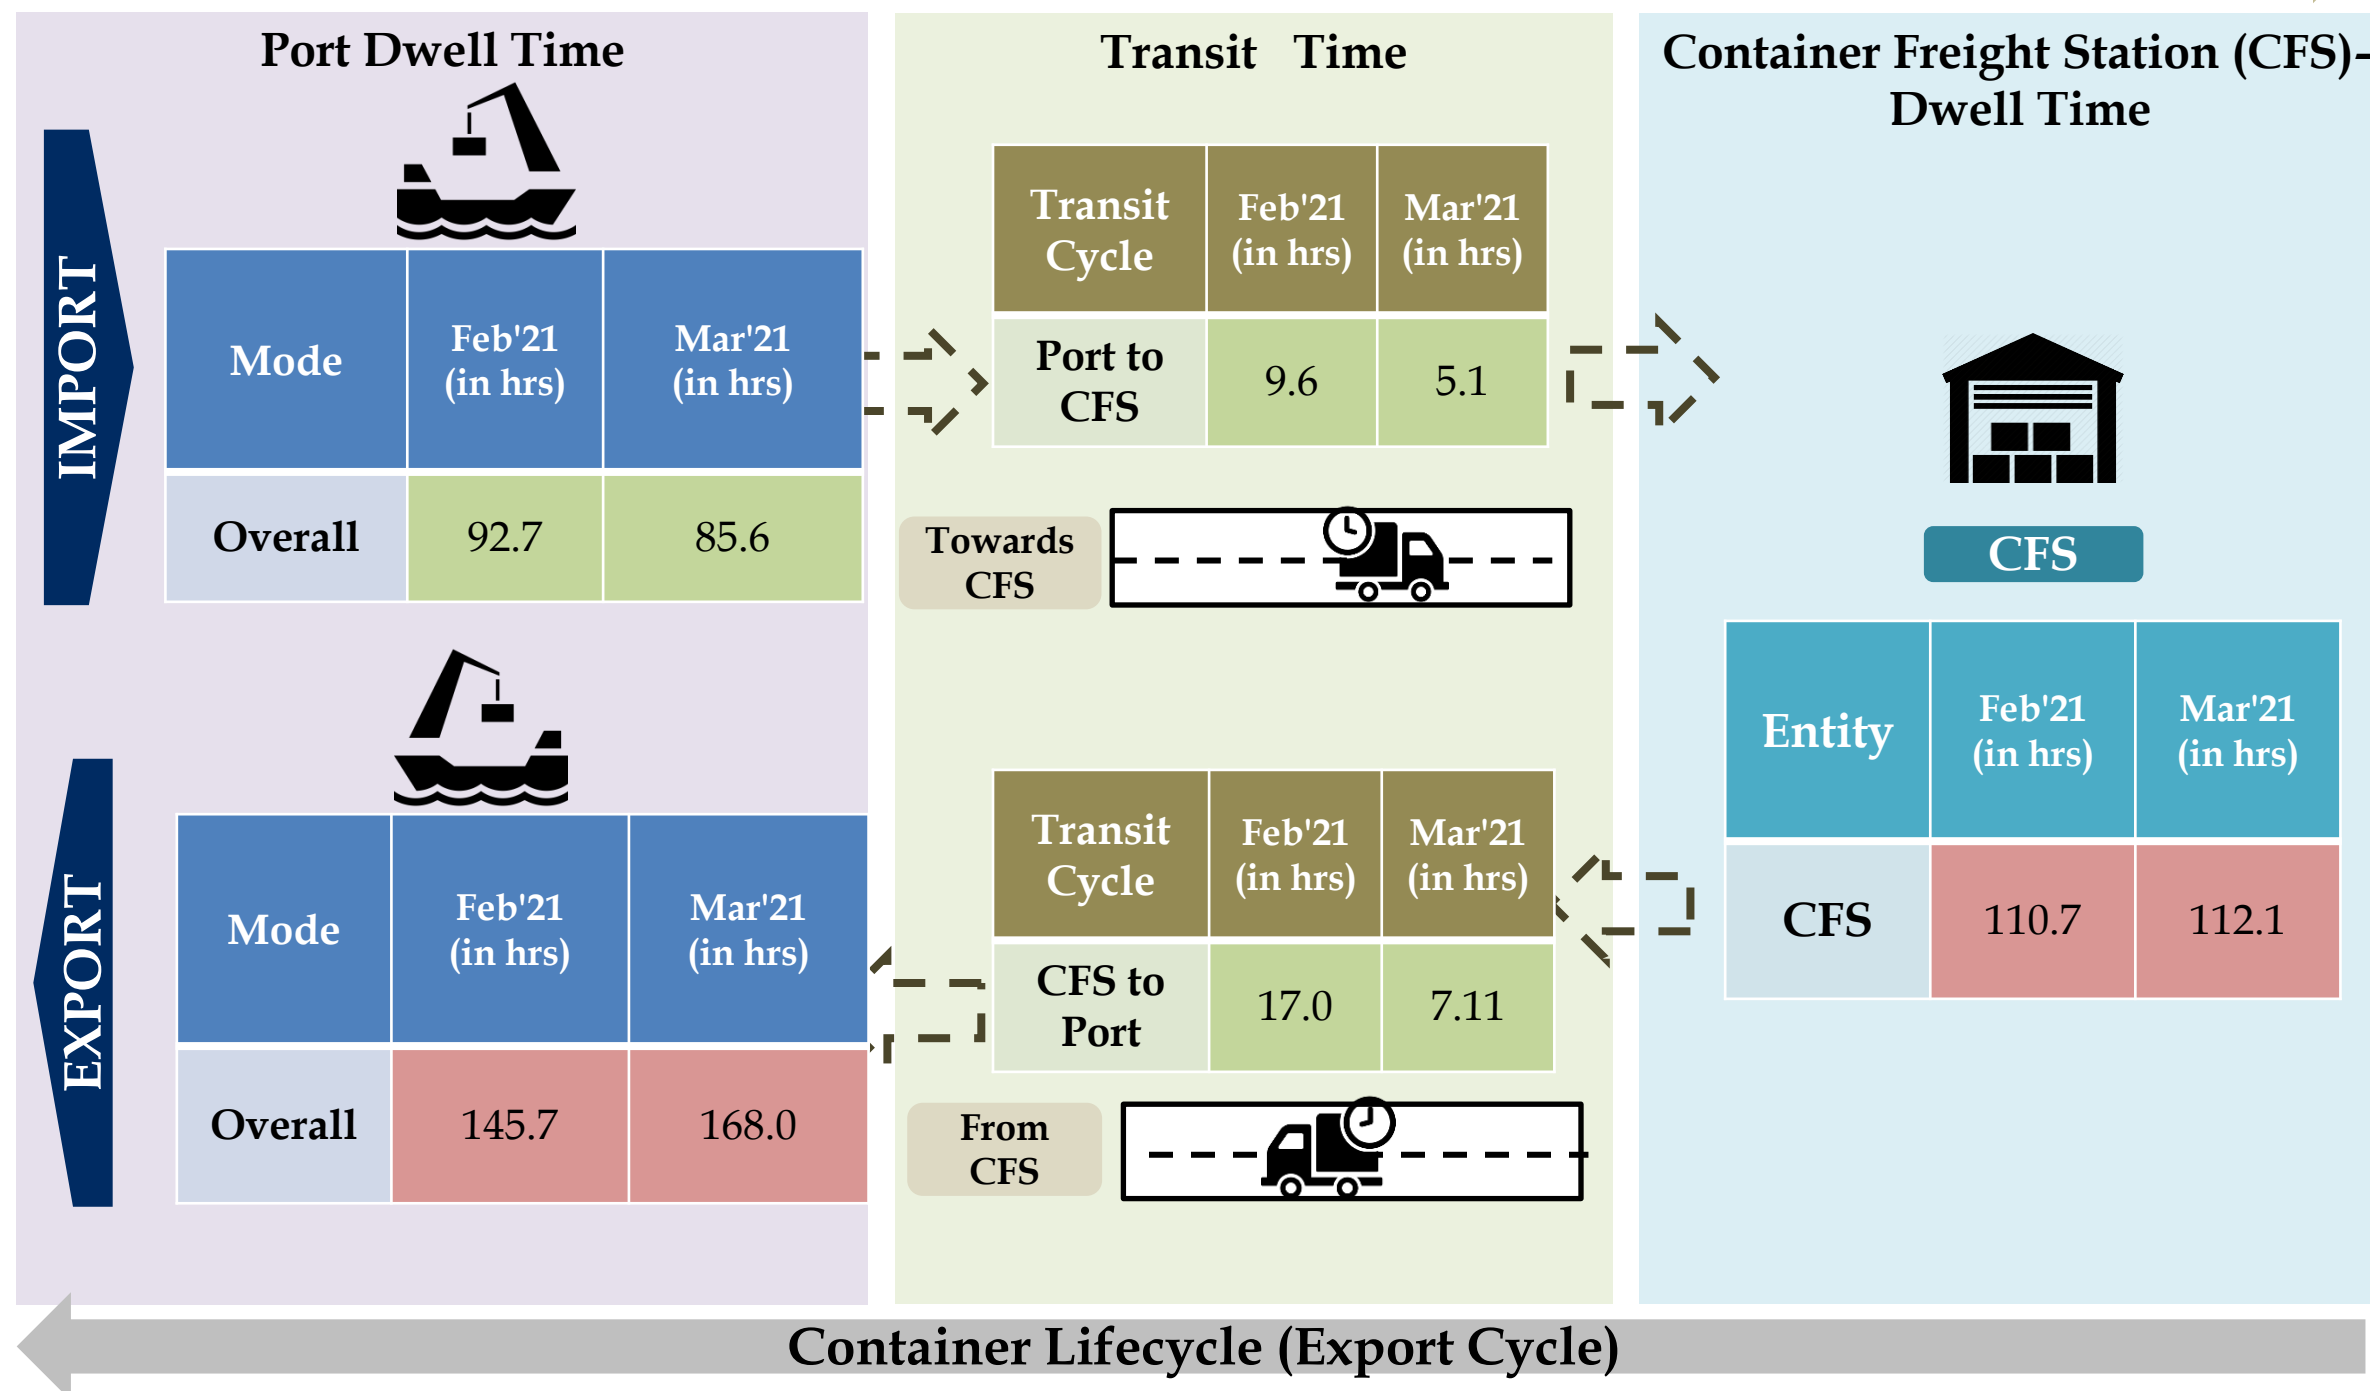 Port Dwell Time
IMPORT
Mode
Feb'21
(in hrs)
Mar'21
(in hrs)
Overall
92.7
85.6
EXPORT
Mode
Feb'21
(in hrs)
Mar'21
(in hrs)
Overall
145.7
168.0
Transit Time
Transit
Cycle
Feb'21
(in hrs)
Mar'21
(in hrs)
Port to
CFS
9.6
5.1
Towards
CFS
Transit
Cycle
Feb'21
(in hrs)
Mar'21
(in hrs)
CFS to
Port
17.0
7.11
From
CFS
Container Freight Station (CFS)-
Dwell Time
CFS
Entity
Feb'21
(in hrs)
Mar'21
(in hrs)
CFS
110.7
112.1
Container Lifecycle (Export Cycle)